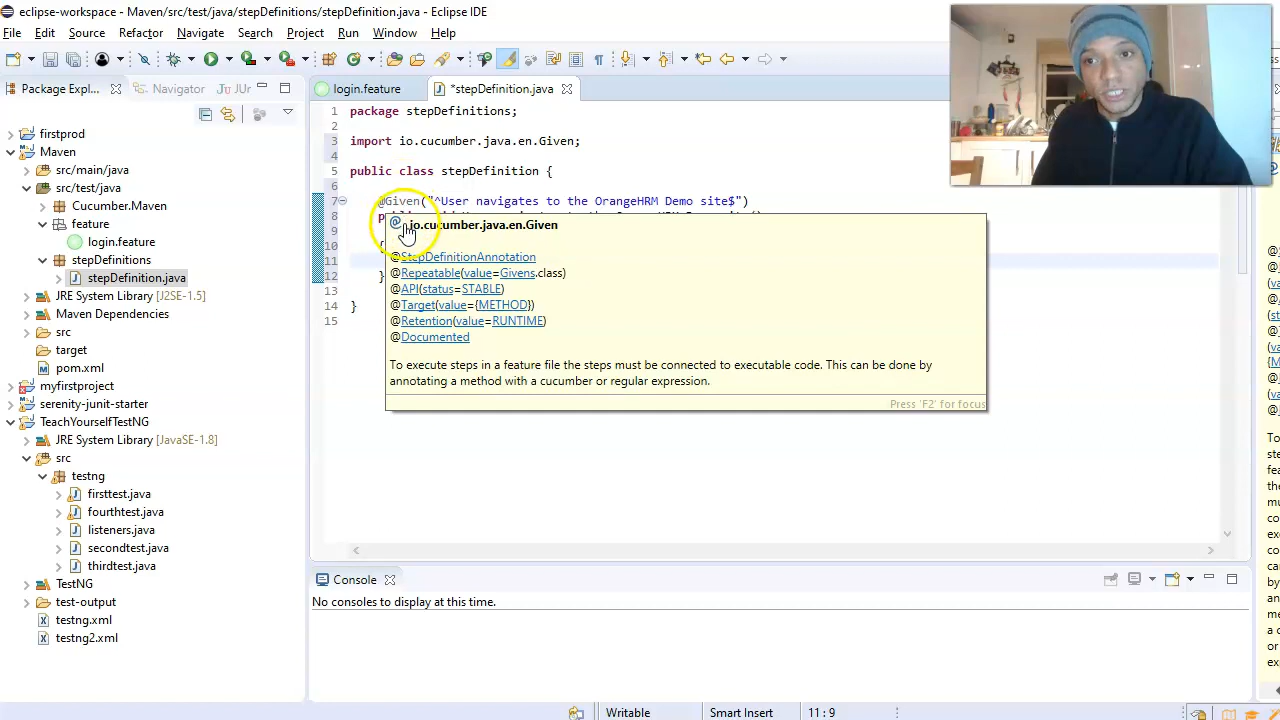 eclipse-workspace - Maven/src/test/java/stepDefinitions/stepDefinition.java - Eclipse IDE
File Edit Source Refactor Navigate Search Project Run Window Help
Package Expl... Navigator JUr
login.feature *stepDefinition.java
firstprod
Maven
src/main/java
src/test/java
Cucumber.Maven
feature
login.feature
stepDefinitions
stepDefinition.java
JRE System Library [J2SE-1.5]
Maven Dependencies
src
target
pom.xml
myfirstproject
serenity-junit-starter
TeachYourselfTestNG
JRE System Library [JavaSE-1.8]
src
testng
firsttest.java
fourthtest.java
listeners.java
secondtest.java
thirdtest.java
TestNG
test-output
testng.xml
testng2.xml
1 package stepDefinitions;
2
3 import io.cucumber.java.en.Given;
4
5 public class stepDefinition {
6
7 @Given("^User navigates to the OrangeHRM Demo site$")
8
9
10 {
11
12 }
13
14 }
15
io.cucumber.java.en.Given
@StepDefinitionAnnotation
@Repeatable(value=Givens.class)
@API(status=STABLE)
@Target(value={METHOD})
@Retention(value=RUNTIME)
@Documented
To execute steps in a feature file the steps must be connected to executable code. This can be done by
annotating a method with a cucumber or regular expression.
Press 'F2' for focus
Console
No consoles to display at this time.
Writable Smart Insert 11 : 9